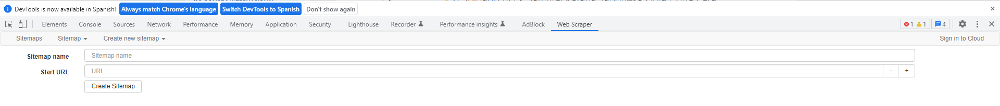 DevTools is now available in Spanish! Always match Chrome's language Switch DevTools to Spanish Don't show again
Elements Console Sources Network Performance Memory Application Security Lighthouse Recorder Performance insights AdBlock Web Scraper 1 1 4
Sitemaps Sitemap Create new sitemap Sign in to Cloud
Sitemap name Sitemap name
Start URL URL - +
Create Sitemap